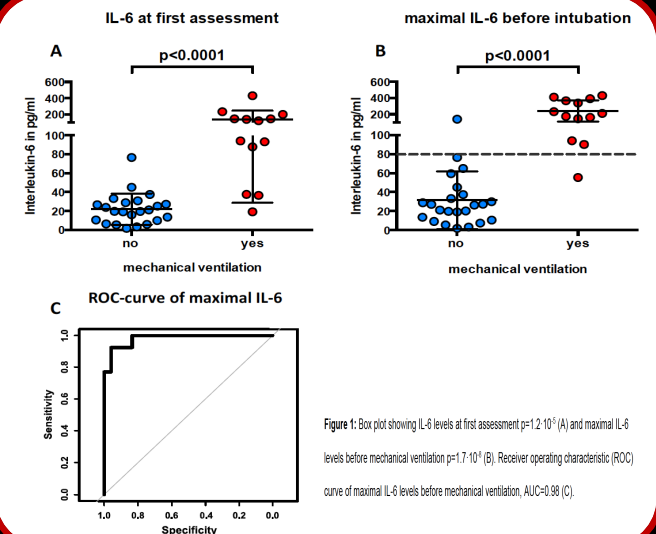 IL-6 at first assessment
maximal IL-6 before intubation
A
B
p<0.0001
p<0.0001
Interleukin-6 in pg/ml
600
400
200
100
80
60
40
20
0
no
yes
mechanical ventilation
Interleukin-6 in pg/ml
600
400
200
100
80
60
40
20
0
no
yes
mechanical ventilation
C
ROC-curve of maximal IL-6
Sensitivity
1.0
0.8
0.6
0.4
0.2
0.0
1.0 0.8 0.6 0.4 0.2 0.0
Specificity
Figure 1: Box plot showing IL-6 levels at first assessment p=1.2·10⁻⁵ (A) and maximal IL-6
levels before mechanical ventilation p=1.7·10⁻⁸ (B). Receiver operating characteristic (ROC)
curve of maximal IL-6 levels before mechanical ventilation, AUC=0.98 (C).